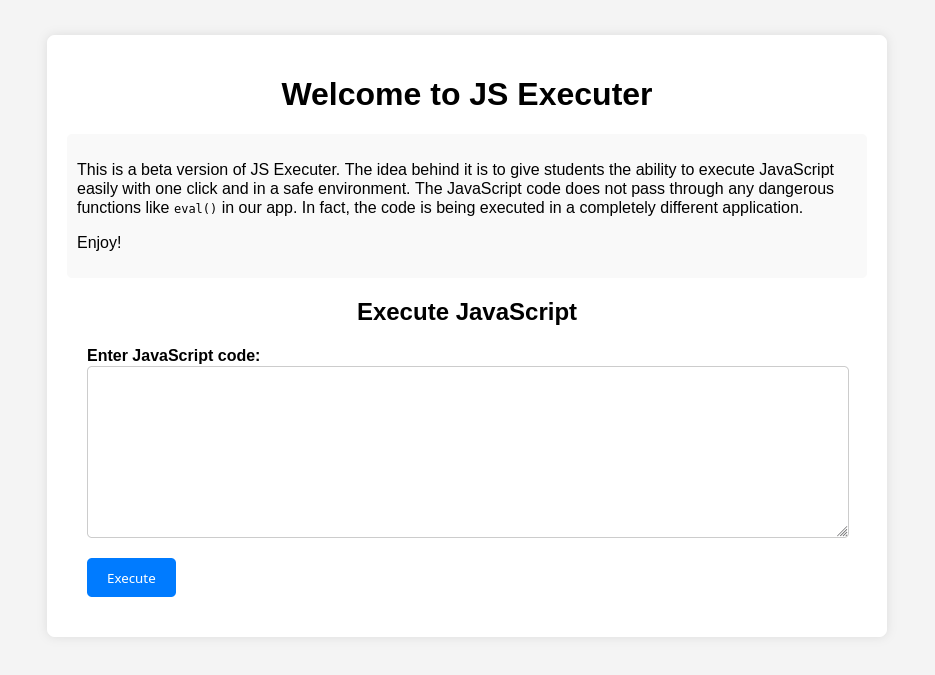 Welcome to JS Executer
This is a beta version of JS Executer. The idea behind it is to give students the ability to execute JavaScript
easily with one click and in a safe environment. The JavaScript code does not pass through any dangerous
functions like eval() in our app. In fact, the code is being executed in a completely different application.
Enjoy!
Execute JavaScript
Enter JavaScript code:
Execute